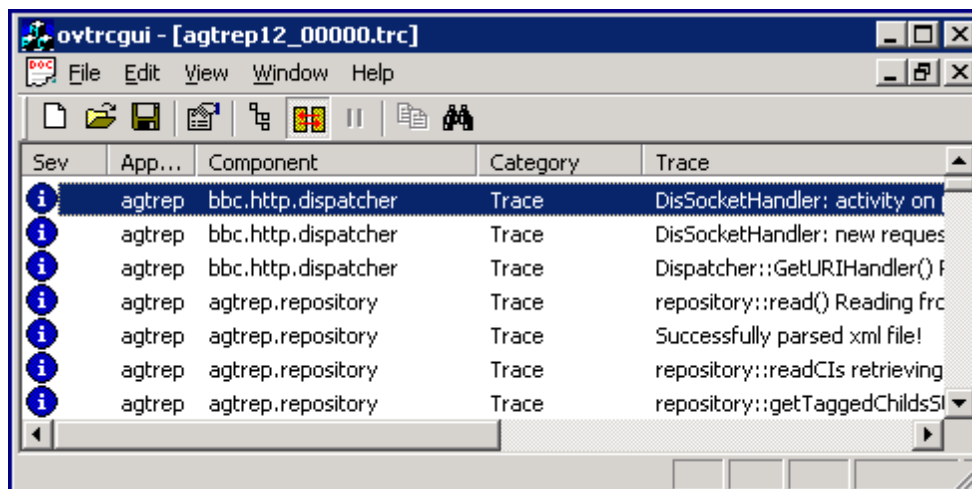 ovtrcgui - [agtrep12_00000.trc]
DOC File Edit View Window Help
Sev App... Component Category Trace
agtrep bbc.http.dispatcher Trace DisSocketHandler: activity on
agtrep bbc.http.dispatcher Trace DisSocketHandler: new reques
agtrep bbc.http.dispatcher Trace Dispatcher::GetURIHandler()
agtrep agtrep.repository Trace repository::read() Reading fro
agtrep agtrep.repository Trace Successfully parsed xml file!
agtrep agtrep.repository Trace repository::readCIs retrieving
agtrep agtrep.repository Trace repository::getTaggedChildsS